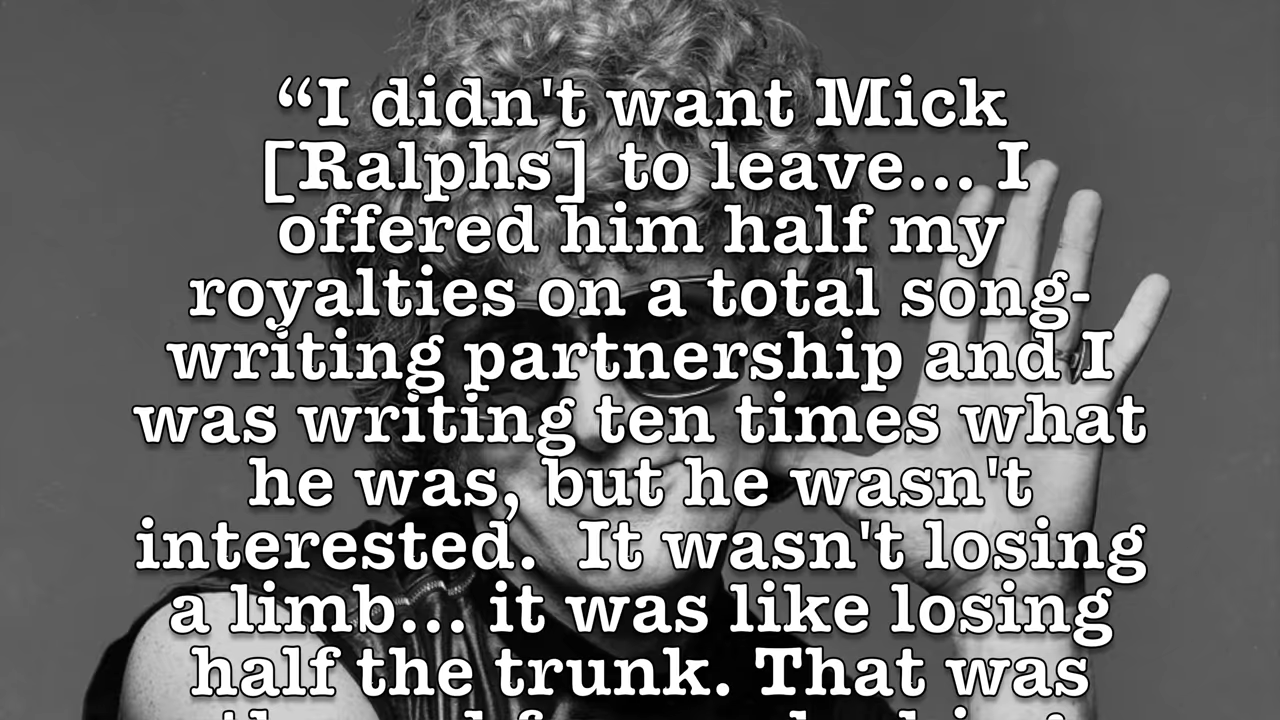 “I didn't want Mick
[Ralphs] to leave... I
offered him half my
royalties on a total song-
writing partnership and I
was writing ten times what
he was, but he wasn't
interested.  It wasn't losing
a limb... it was like losing
half the trunk. That was